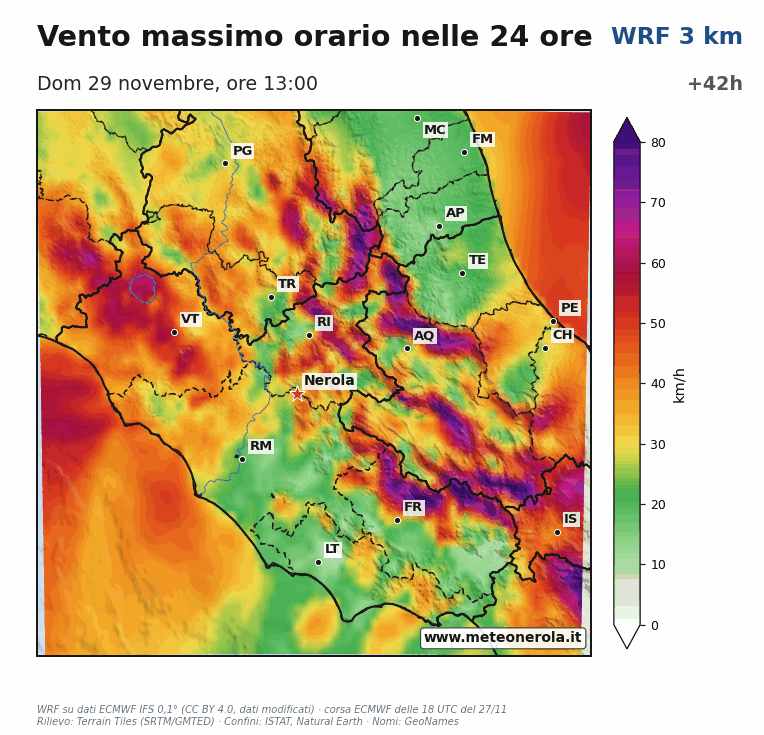 Vento massimo orario nelle 24 ore WRF 3 km
Dom 29 novembre, ore 13:00 +42h
MC
FM
PG
AP
TE
TR
PE
VT
RI
AQ
CH
Nerola
RM
FR
IS
LT
www.meteonerola.it
80
70
60
50
40
30
20
10
0
km/h
WRF su dati ECMWF IFS 0,1° (CC BY 4.0, dati modificati) · corsa ECMWF delle 18 UTC del 27/11
Rilievo: Terrain Tiles (SRTM/GMTED) · Confini: ISTAT, Natural Earth · Nomi: GeoNames